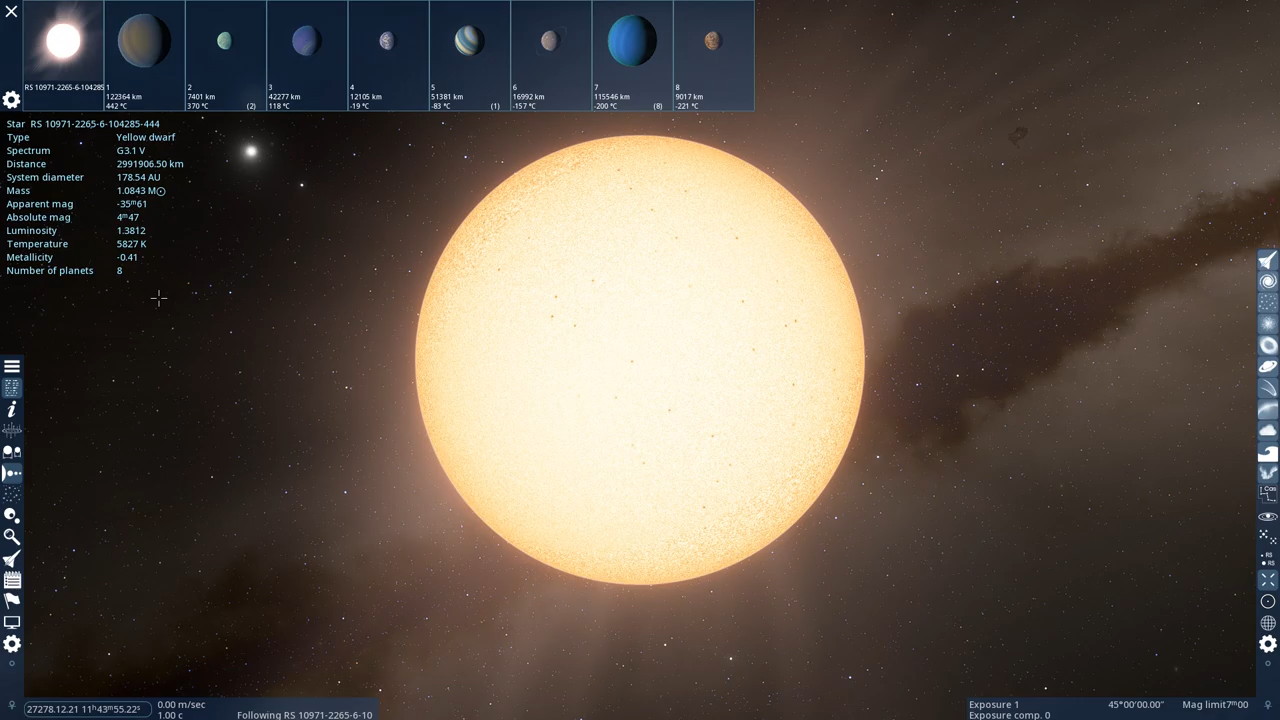 RS 10971-2265-6-104285
1
122364 km
442 °C
2
7401 km
370 °C (2)
3
42277 km
118 °C
4
12105 km
-19 °C
5
51381 km
-83 °C (1)
6
16992 km
-157 °C
7
115546 km
-200 °C (8)
8
9017 km
-221 °C
Star RS 10971-2265-6-104285-444
Type Yellow dwarf
Spectrum G3.1 V
Distance 2991906.50 km
System diameter 178.54 AU
Mass 1.0843 M☉
Apparent mag -35ᵐ61
Absolute mag 4ᵐ47
Luminosity 1.3812
Temperature 5827 K
Metallicity -0.41
Number of planets 8
Cas
RS
RS
27278.12.21 11ʰ43ᵐ55.22ˢ
0.00 m/sec
1.00 c
Following RS 10971-2265-6-10
Exposure 1
Exposure comp. 0
45°00'00.00"
Mag limit7ᵐ00